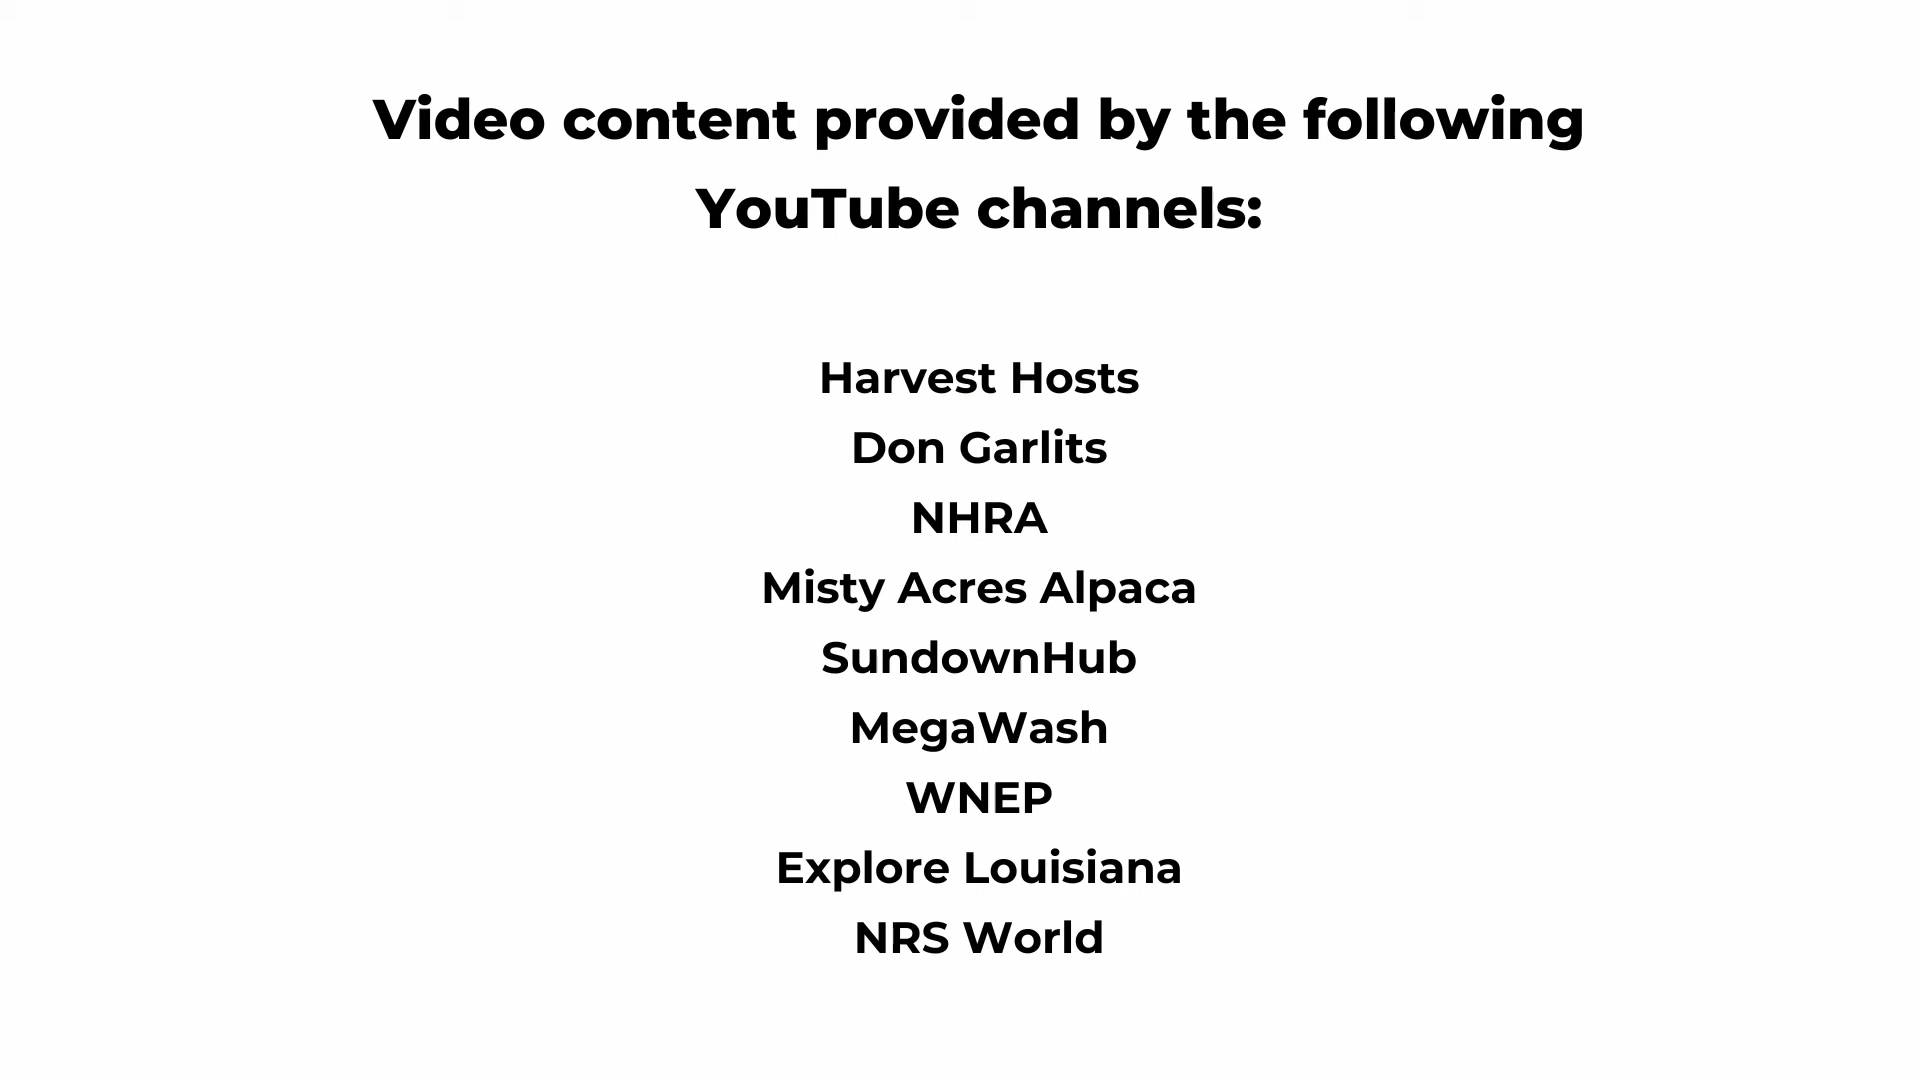 Video content provided by the following
YouTube channels:
Harvest Hosts
Don Garlits
NHRA
Misty Acres Alpaca
SundownHub
MegaWash
WNEP
Explore Louisiana
NRS World